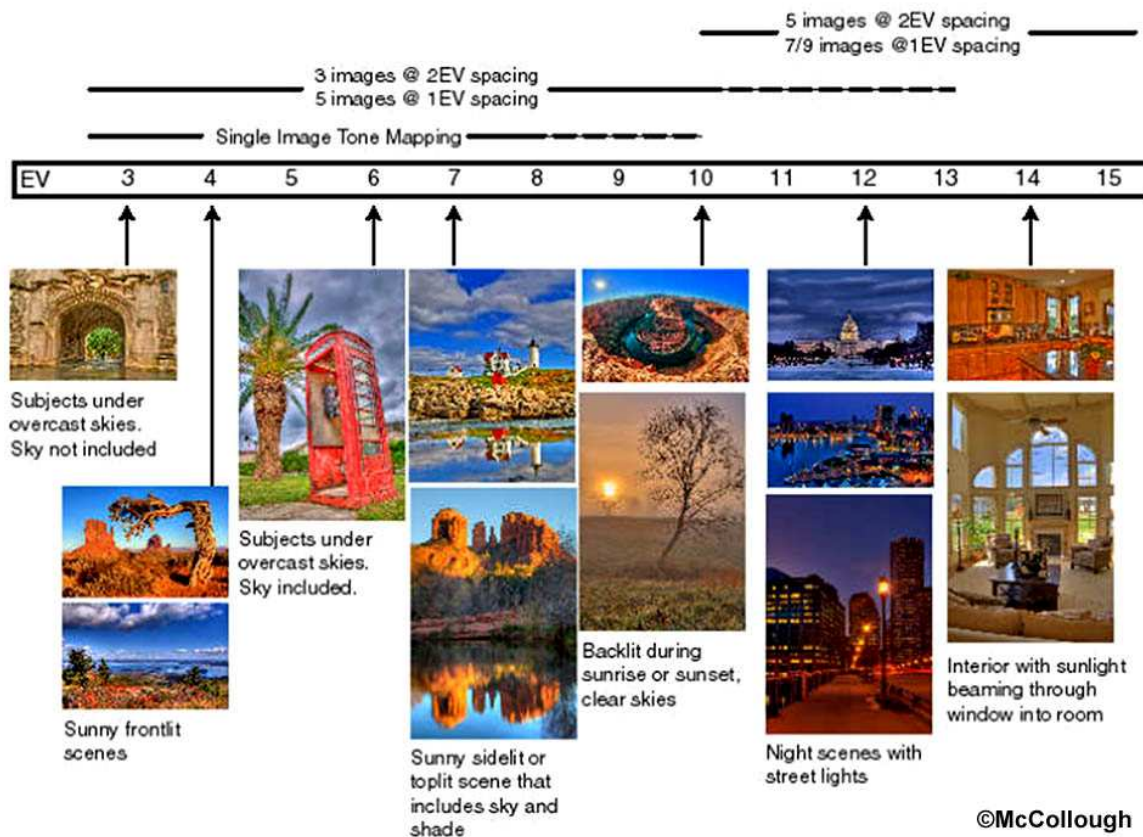 5 images @ 2EV spacing
7/9 images @1EV spacing
3 images @ 2EV spacing
5 images @ 1EV spacing
Single Image Tone Mapping
EV 3 4 5 6 7 8 9 10 11 12 13 14 15
Subjects under
overcast skies.
Sky not included
Sunny frontlit
scenes
Subjects under
overcast skies.
Sky included.
Sunny sidelit or
toplit scene that
includes sky and
shade
Backlit during
sunrise or sunset,
clear skies
Night scenes with
street lights
Interior with sunlight
beaming through
window into room
©McCollough